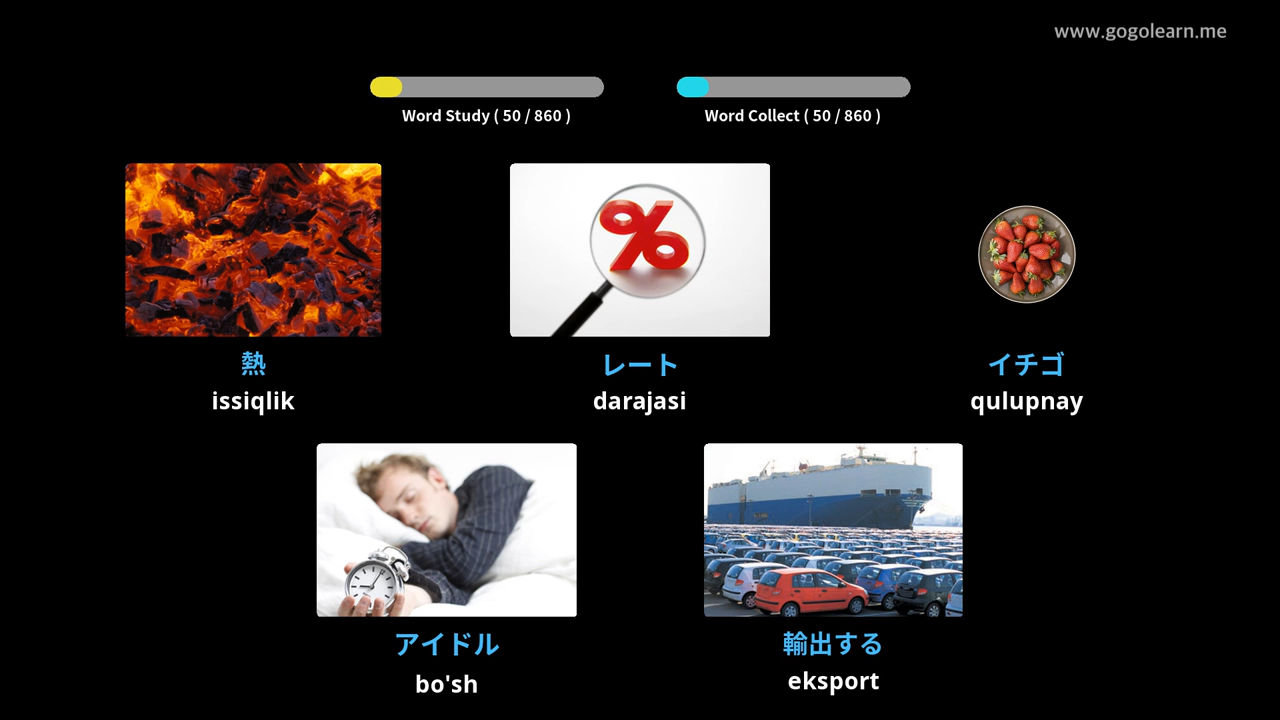 www.gogolearn.me
Word Study ( 50 / 860 )
Word Collect ( 50 / 860 )
熱
issiqlik
レート
darajasi
イチゴ
qulupnay
アイドル
bo'sh
輸出する
eksport